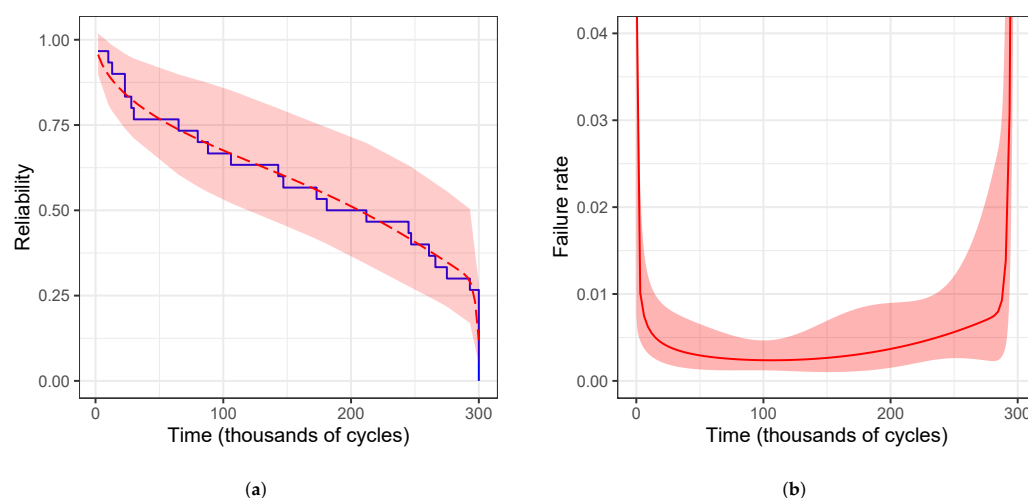 1.00
0.75
0.50
0.25
0.00
Reliability
0 100 200 300
Time (thousands of cycles)
(a)
0.04
0.03
0.02
0.01
0.00
Failure rate
0 100 200 300
Time (thousands of cycles)
(b)